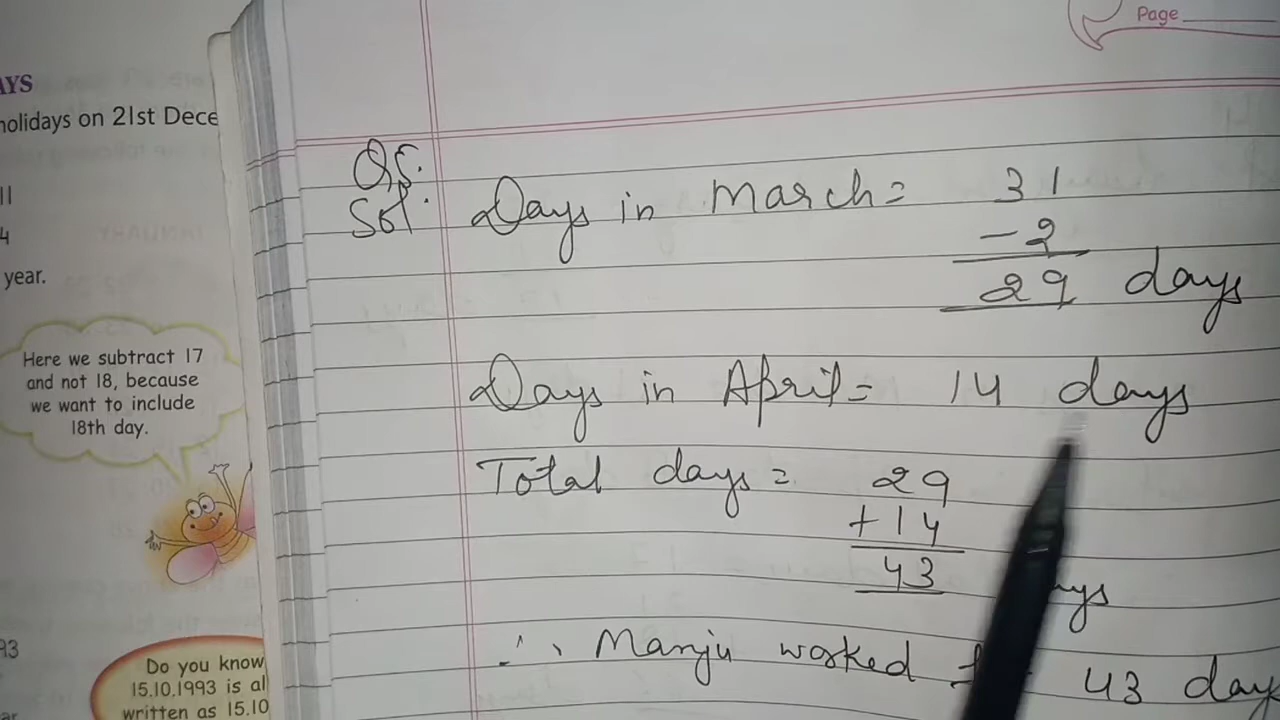 Page
AYS
holidays on 21st Dece
11
4
year.
Here we subtract 17
and not 18, because
we want to include
18th day.
93
Do you know
15.10.1993 is al
written as 15.10
Q5.
Sol. Days in March = 31
- 2
29 days
Days in April = 14 days
Total days = 29
+ 14
43
∴ Manju worked 43 days